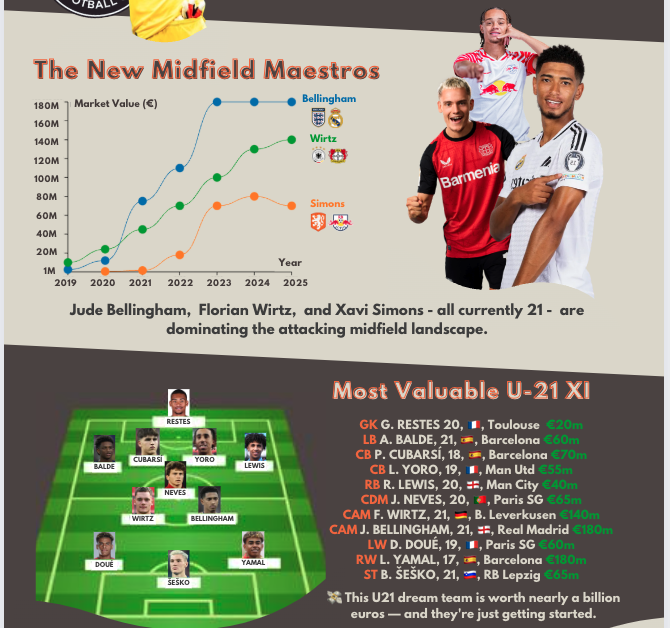 OTBALL
The New Midfield Maestros
Market Value (€)
180M
160M
140M
120M
100M
80M
60M
40M
20M
1M
2019 2020 2021 2022 2023 2024 2025
Year
Bellingham
Wirtz
Simons
Red Bull
Barmenia
Jude Bellingham, Florian Wirtz, and Xavi Simons - all currently 21 - are
dominating the attacking midfield landscape.
Most Valuable U-21 XI
RESTES
BALDE
CUBARSÍ
YORO
LEWIS
NEVES
WIRTZ
BELLINGHAM
DOUÉ
YAMAL
ŠEŠKO
GK G. RESTES 20, , Toulouse €20m
LB A. BALDE, 21, , Barcelona €60m
CB P. CUBARSÍ, 18, , Barcelona €70m
CB L. YORO, 19, , Man Utd €55m
RB R. LEWIS, 20, , Man City €40m
CDM J. NEVES, 20, , Paris SG €65m
CAM F. WIRTZ, 21, , B. Leverkusen €140m
CAM J. BELLINGHAM, 21, , Real Madrid €180m
LW D. DOUÉ, 19, , Paris SG €60m
RW L. YAMAL, 17, , Barcelona €180m
ST B. ŠEŠKO, 21, , RB Lepzig €65m
This U21 dream team is worth nearly a billion
euros — and they're just getting started.